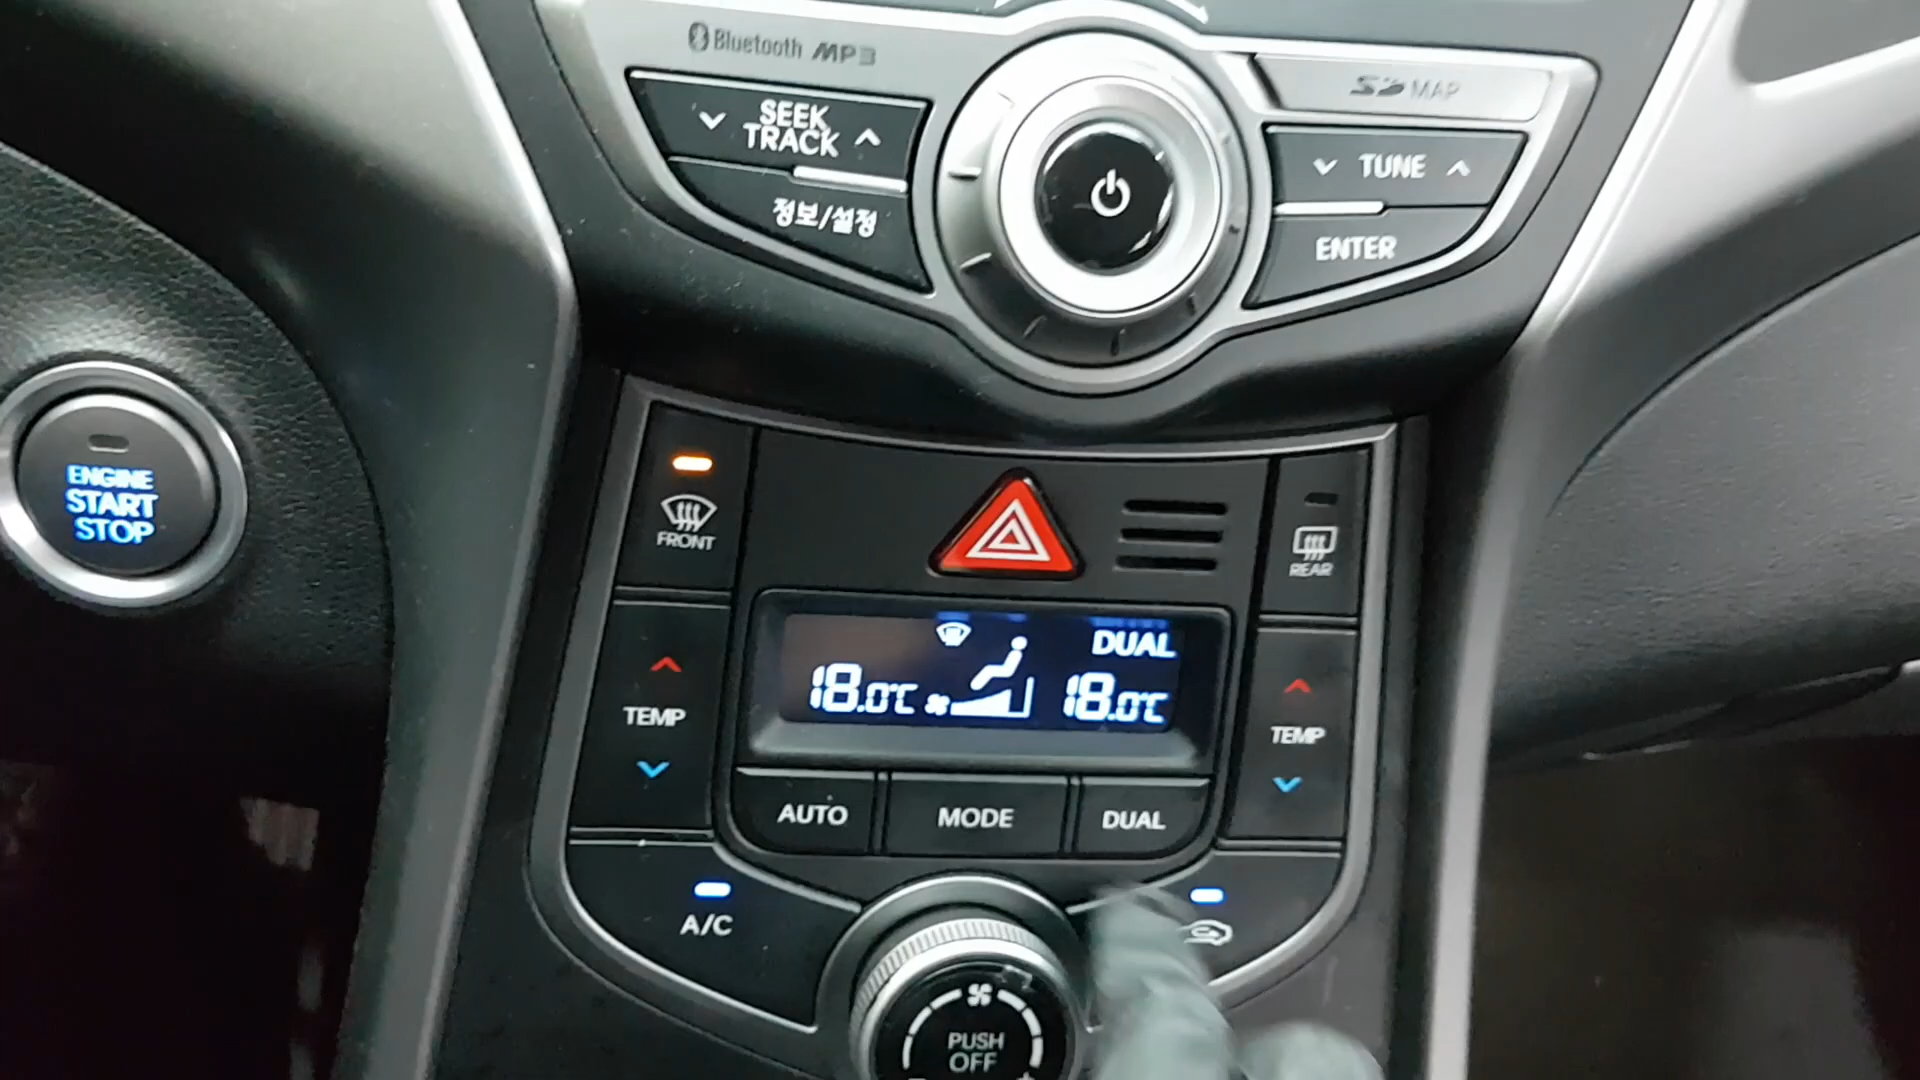 Bluetooth MP3
SEEK
TRACK
정보/설정
SD MAP
TUNE
ENTER
ENGINE
START
STOP
FRONT
REAR
DUAL
18.0°C
18.0°C
TEMP
TEMP
AUTO
MODE
DUAL
A/C
PUSH
OFF